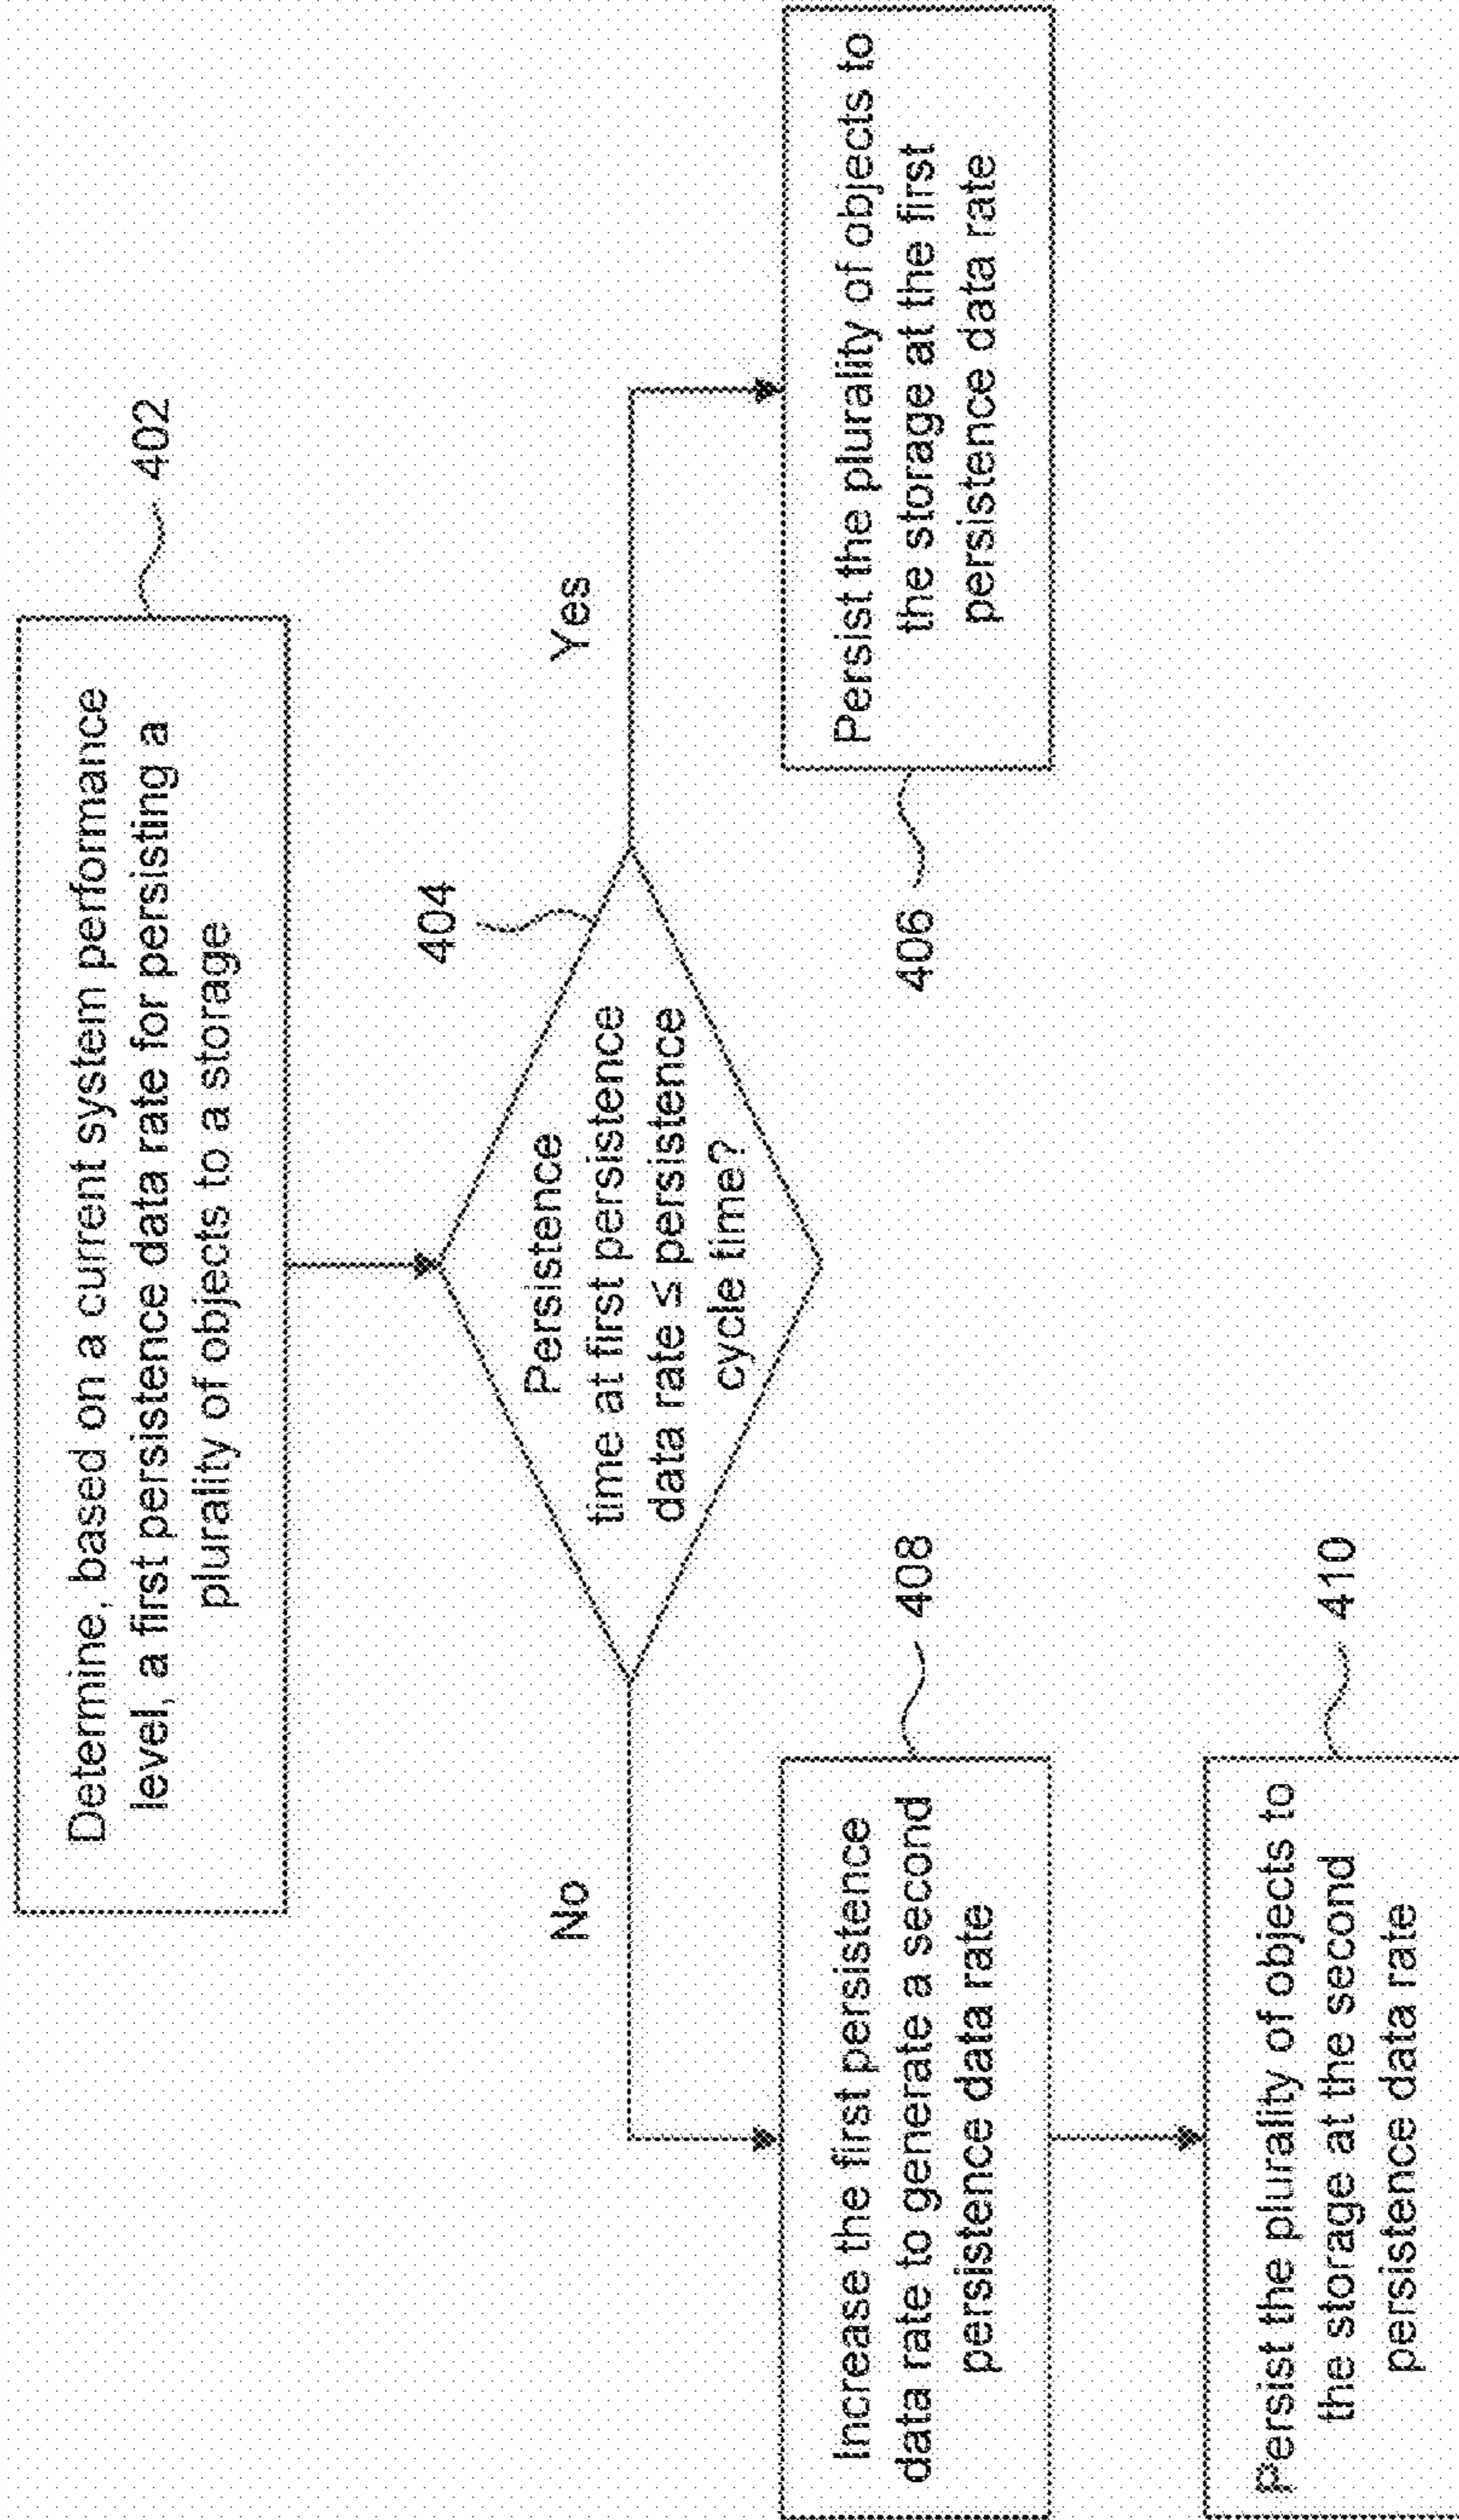 Determine, based on a current system performance
level, a first persistence data rate for persisting a
plurality of objects to a storage
402
404
Persistence
time at first persistence
data rate ≤ persistence
cycle time?
No
Yes
Increase the first persistence
data rate to generate a second
persistence data rate
408
406
Persist the plurality of objects to
the storage at the first
persistence data rate
Persist the plurality of objects to
the storage at the second
persistence data rate
410